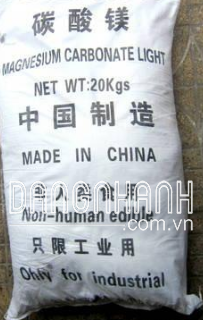 碳酸镁
MAGNESIUM CARBONATE LIGHT
NET WT:20Kgs
中国制造
MADE IN CHINA
DANGNHANH
.com.vn
Non-human edible
只限工业用
Only for industrial